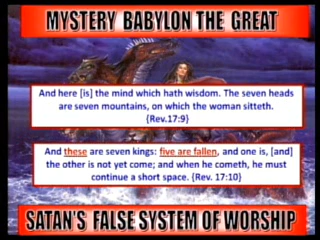 MYSTERY BABYLON THE GREAT
And here [is] the mind which hath wisdom. The seven heads
are seven mountains, on which the woman sitteth.
{Rev.17:9}
And these are seven kings: five are fallen, and one is, [and]
the other is not yet come; and when he cometh, he must
continue a short space. {Rev. 17:10}
SATAN'S FALSE SYSTEM OF WORSHIP